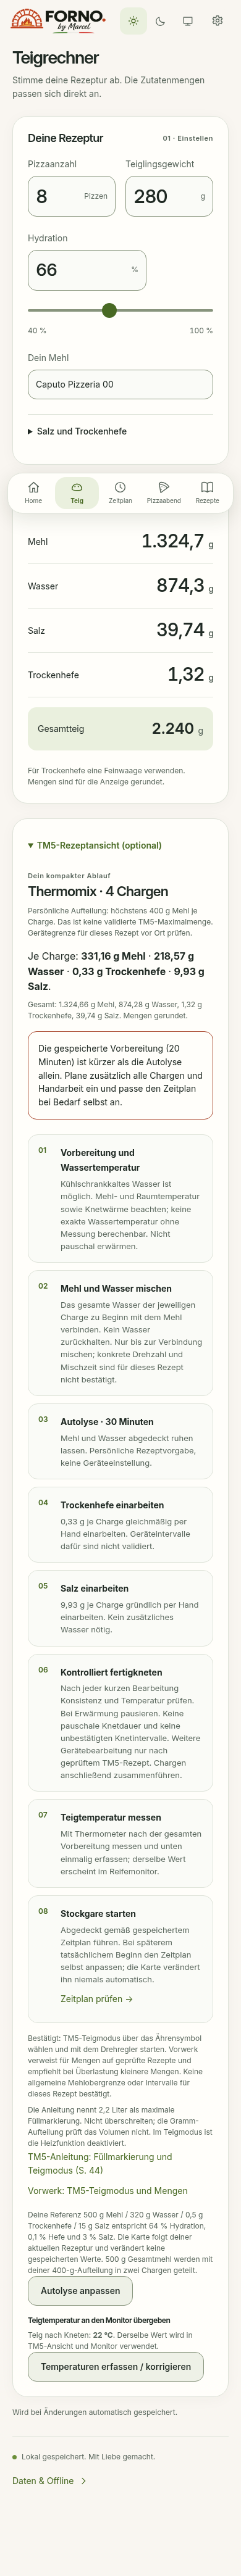 FORNO.
by Marcel
Teigrechner
Stimme deine Rezeptur ab. Die Zutatenmengen
passen sich direkt an.
Deine Rezeptur
01 · Einstellen
Pizzaanzahl
Teiglingsgewicht
8 Pizzen
280 g
Hydration
66 %
40 %
100 %
Dein Mehl
Caputo Pizzeria 00
Salz und Trockenhefe
Home
Teig
Zeitplan
Pizzaabend
Rezepte
Mehl
1.324,7 g
Wasser
874,3 g
Salz
39,74 g
Trockenhefe
1,32 g
Gesamtteig
2.240 g
Für Trockenhefe eine Feinwaage verwenden.
Mengen sind für die Anzeige gerundet.
TM5-Rezeptansicht (optional)
Dein kompakter Ablauf
Thermomix · 4 Chargen
Persönliche Aufteilung: höchstens 400 g Mehl je
Charge. Das ist keine validierte TM5-Maximalmenge.
Gerätegrenze für dieses Rezept vor Ort prüfen.
Je Charge: 331,16 g Mehl · 218,57 g
Wasser · 0,33 g Trockenhefe · 9,93 g
Salz.
Gesamt: 1.324,66 g Mehl, 874,28 g Wasser, 1,32 g
Trockenhefe, 39,74 g Salz. Mengen gerundet.
Die gespeicherte Vorbereitung (20
Minuten) ist kürzer als die Autolyse
allein. Plane zusätzlich alle Chargen und
Handarbeit ein und passe den Zeitplan
bei Bedarf selbst an.
01
Vorbereitung und
Wassertemperatur
Kühlschrankkaltes Wasser ist
möglich. Mehl- und Raumtemperatur
sowie Knetwärme beachten; keine
exakte Wassertemperatur ohne
Messung berechenbar. Nicht
pauschal erwärmen.
02
Mehl und Wasser mischen
Das gesamte Wasser der jeweiligen
Charge zu Beginn mit dem Mehl
verbinden. Kein Wasser
zurückhalten. Nur bis zur Verbindung
mischen; konkrete Drehzahl und
Mischzeit sind für dieses Rezept
nicht bestätigt.
03
Autolyse · 30 Minuten
Mehl und Wasser abgedeckt ruhen
lassen. Persönliche Rezeptvorgabe,
keine Geräteeinstellung.
04
Trockenhefe einarbeiten
0,33 g je Charge gleichmäßig per
Hand einarbeiten. Geräteintervalle
dafür sind nicht validiert.
05
Salz einarbeiten
9,93 g je Charge gründlich per Hand
einarbeiten. Kein zusätzliches
Wasser nötig.
06
Kontrolliert fertigkneten
Nach jeder kurzen Bearbeitung
Konsistenz und Temperatur prüfen.
Bei Erwärmung pausieren. Keine
pauschale Knetdauer und keine
unbestätigten Knetintervalle. Weitere
Gerätebearbeitung nur nach
geprüftem TM5-Rezept. Chargen
anschließend zusammenführen.
07
Teigtemperatur messen
Mit Thermometer nach der gesamten
Vorbereitung messen und unten
einmalig erfassen; derselbe Wert
erscheint im Reifemonitor.
08
Stockgare starten
Abgedeckt gemäß gespeichertem
Zeitplan führen. Bei späterem
tatsächlichem Beginn den Zeitplan
selbst anpassen; die Karte verändert
ihn niemals automatisch.
Zeitplan prüfen →
Bestätigt: TM5-Teigmodus über das Ährensymbol
wählen und mit dem Drehregler starten. Vorwerk
verweist für Mengen auf geprüfte Rezepte und
empfiehlt bei Überlastung kleinere Mengen. Keine
allgemeine Mehlobergrenze oder Intervalle für
dieses Rezept bestätigt.
Die Anleitung nennt 2,2 Liter als maximale
Füllmarkierung. Nicht überschreiten; die Gramm-
Aufteilung prüft das Volumen nicht. Im Teigmodus ist
die Heizfunktion deaktiviert.
TM5-Anleitung: Füllmarkierung und
Teigmodus (S. 44)
Vorwerk: TM5-Teigmodus und Mengen
Deine Referenz 500 g Mehl / 320 g Wasser / 0,5 g
Trockenhefe / 15 g Salz entspricht 64 % Hydration,
0,1 % Hefe und 3 % Salz. Die Karte folgt deiner
aktuellen Rezeptur und verändert keine
gespeicherten Werte. 500 g Gesamtmehl werden mit
deiner 400-g-Aufteilung in zwei Chargen geteilt.
Autolyse anpassen
Teigtemperatur an den Monitor übergeben
Teig nach Kneten: 22 °C. Derselbe Wert wird in
TM5-Ansicht und Monitor verwendet.
Temperaturen erfassen / korrigieren
Wird bei Änderungen automatisch gespeichert.
Lokal gespeichert. Mit Liebe gemacht.
Daten & Offline